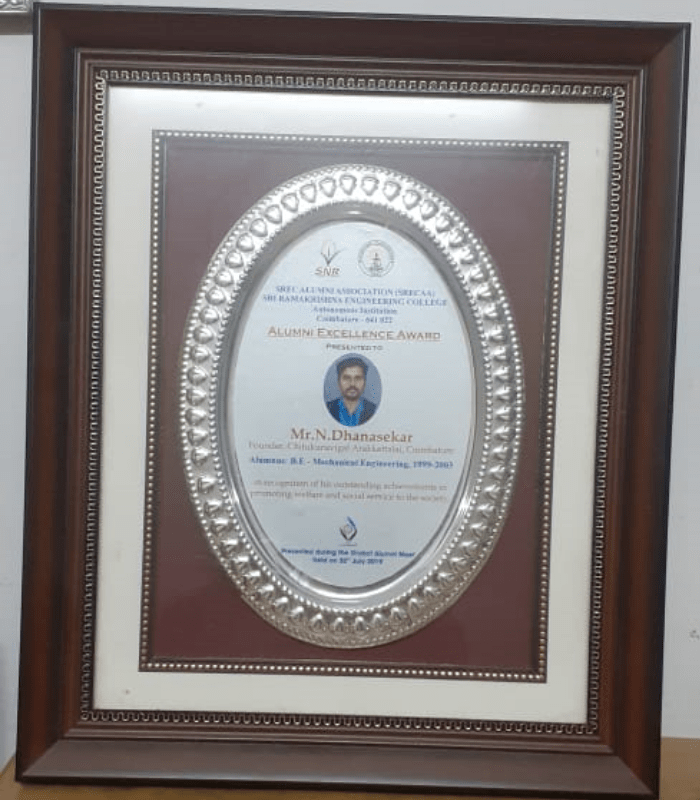 SNR
SREC ALUMNI ASSOCIATION (SRECAA)
SRI RAMAKRISHNA ENGINEERING COLLEGE
Autonomous Institution
Coimbatore - 641 022
ALUMNI EXCELLENCE AWARD
PRESENTED TO
Mr.N.Dhanasekar
Founder, Arakkattalai, Coimbatore
Alumnus: B.E - Mechanical Engineering, 1999-2003
in recognition of his outstanding achievements in
promoting welfare and social service to the society
Presented during the Global Alumni Meet
held on July 2019